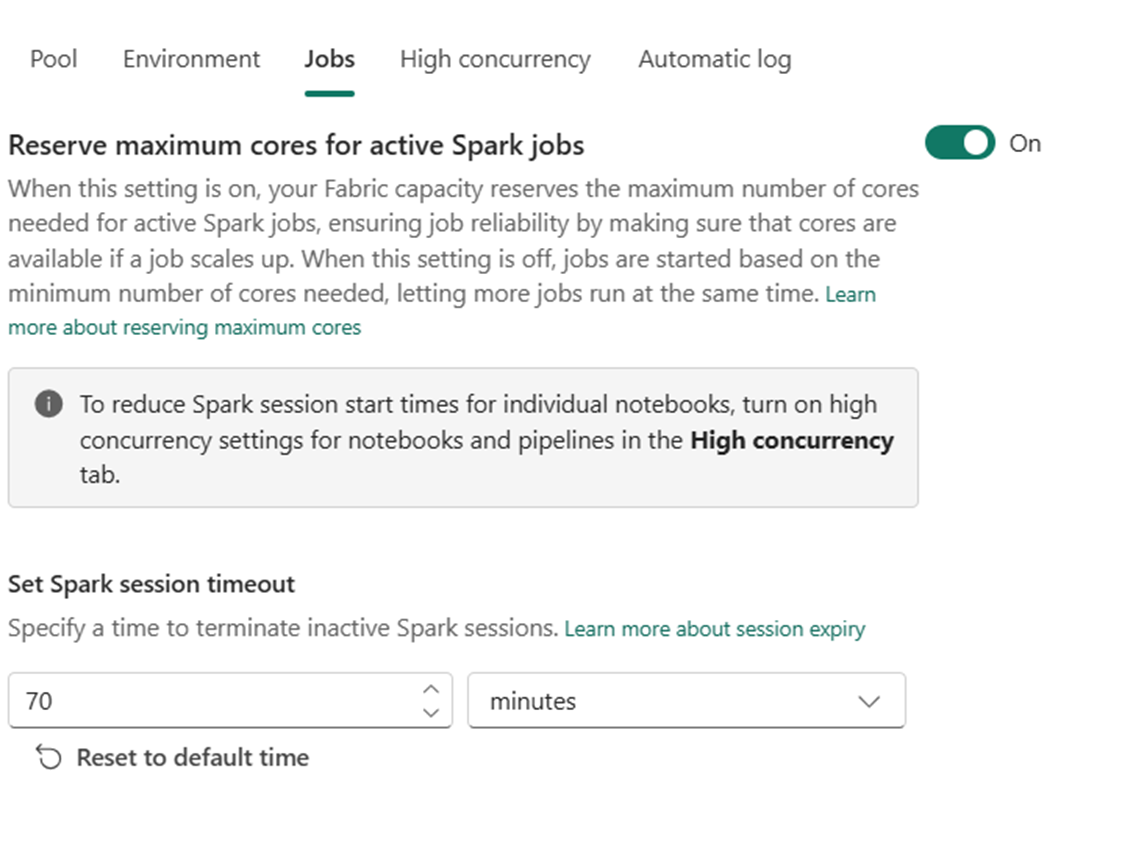 Pool Environment Jobs High concurrency Automatic log
Reserve maximum cores for active Spark jobs On
When this setting is on, your Fabric capacity reserves the maximum number of cores
needed for active Spark jobs, ensuring job reliability by making sure that cores are
available if a job scales up. When this setting is off, jobs are started based on the
minimum number of cores needed, letting more jobs run at the same time. Learn
more about reserving maximum cores
To reduce Spark session start times for individual notebooks, turn on high
concurrency settings for notebooks and pipelines in the High concurrency
tab.
Set Spark session timeout
Specify a time to terminate inactive Spark sessions. Learn more about session expiry
70 minutes
Reset to default time